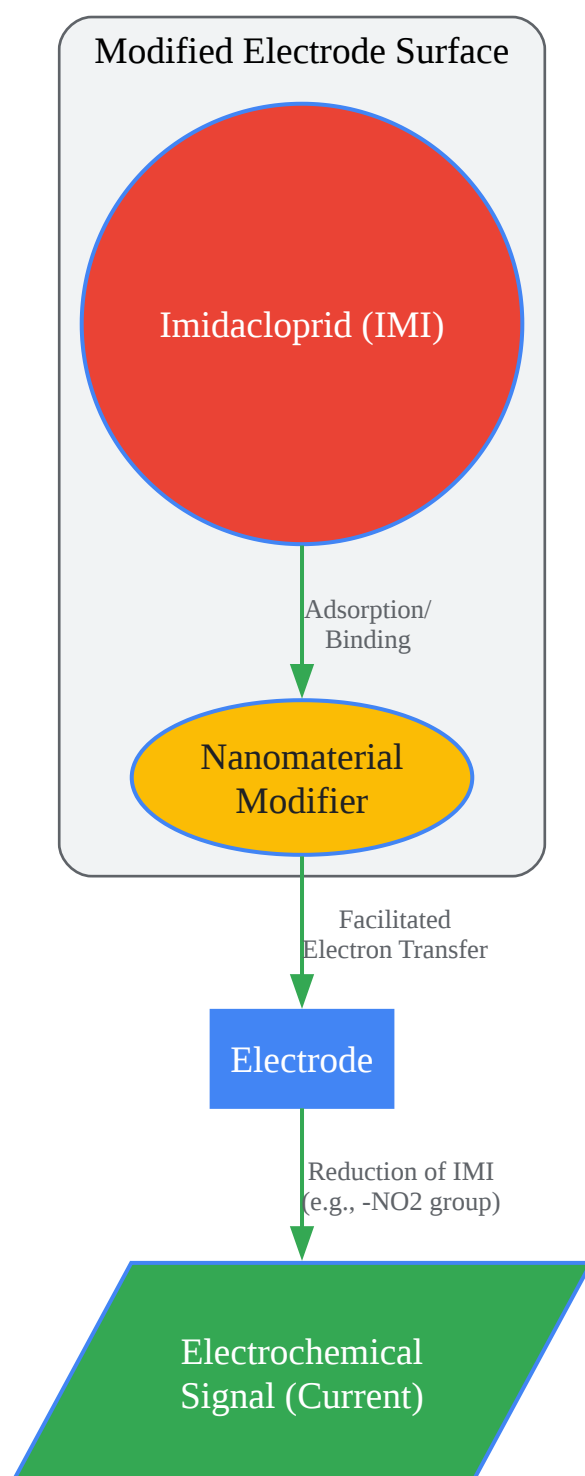 Modified Electrode Surface
Imidacloprid (IMI)
Adsorption/
Binding
Nanomaterial
Modifier
Facilitated
Electron Transfer
Electrode
Reduction of IMI
(e.g., -NO2 group)
Electrochemical
Signal (Current)